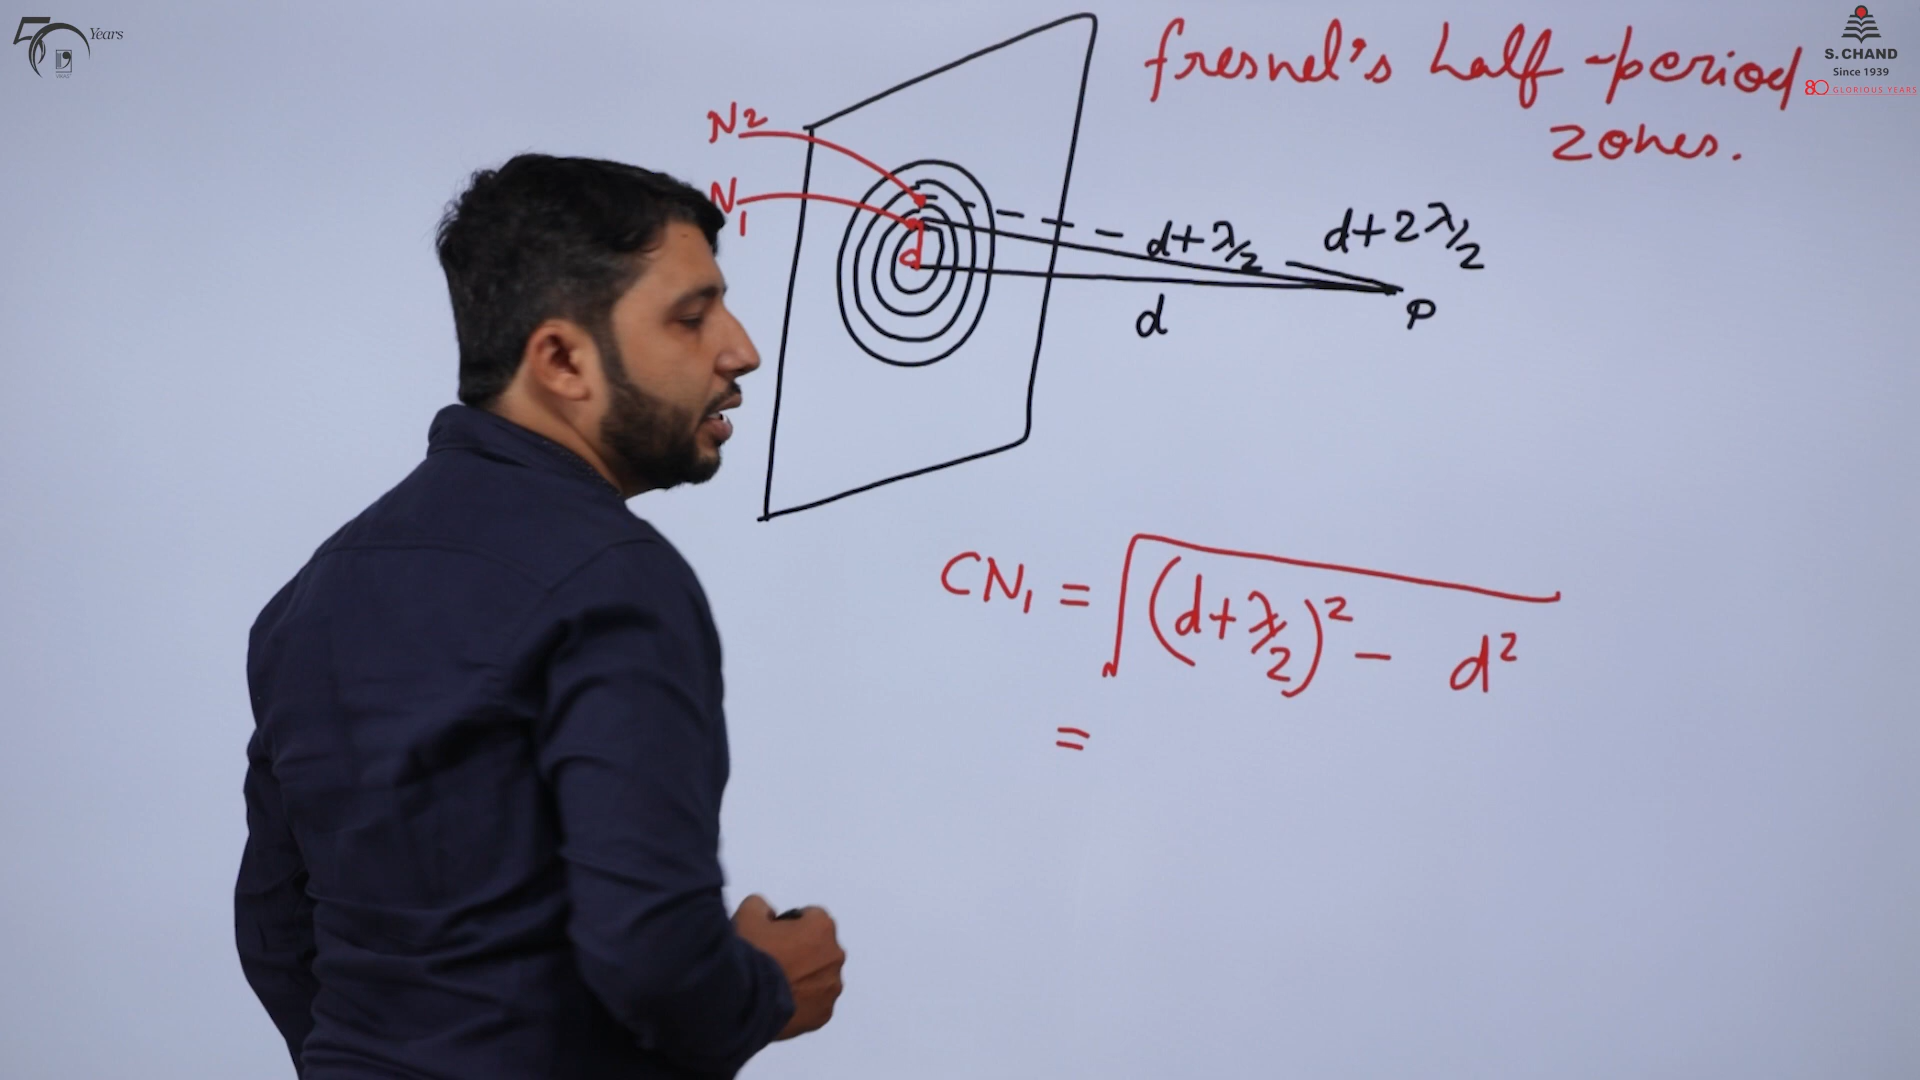 50 Years
fresnel's half-period
zones.
S. CHAND
Since 1939
80 GLORIOUS YEARS
N2
N1
C
d+λ/2
d+2λ/2
d
P
CN₁ = √(d+λ/2)² - d²
=